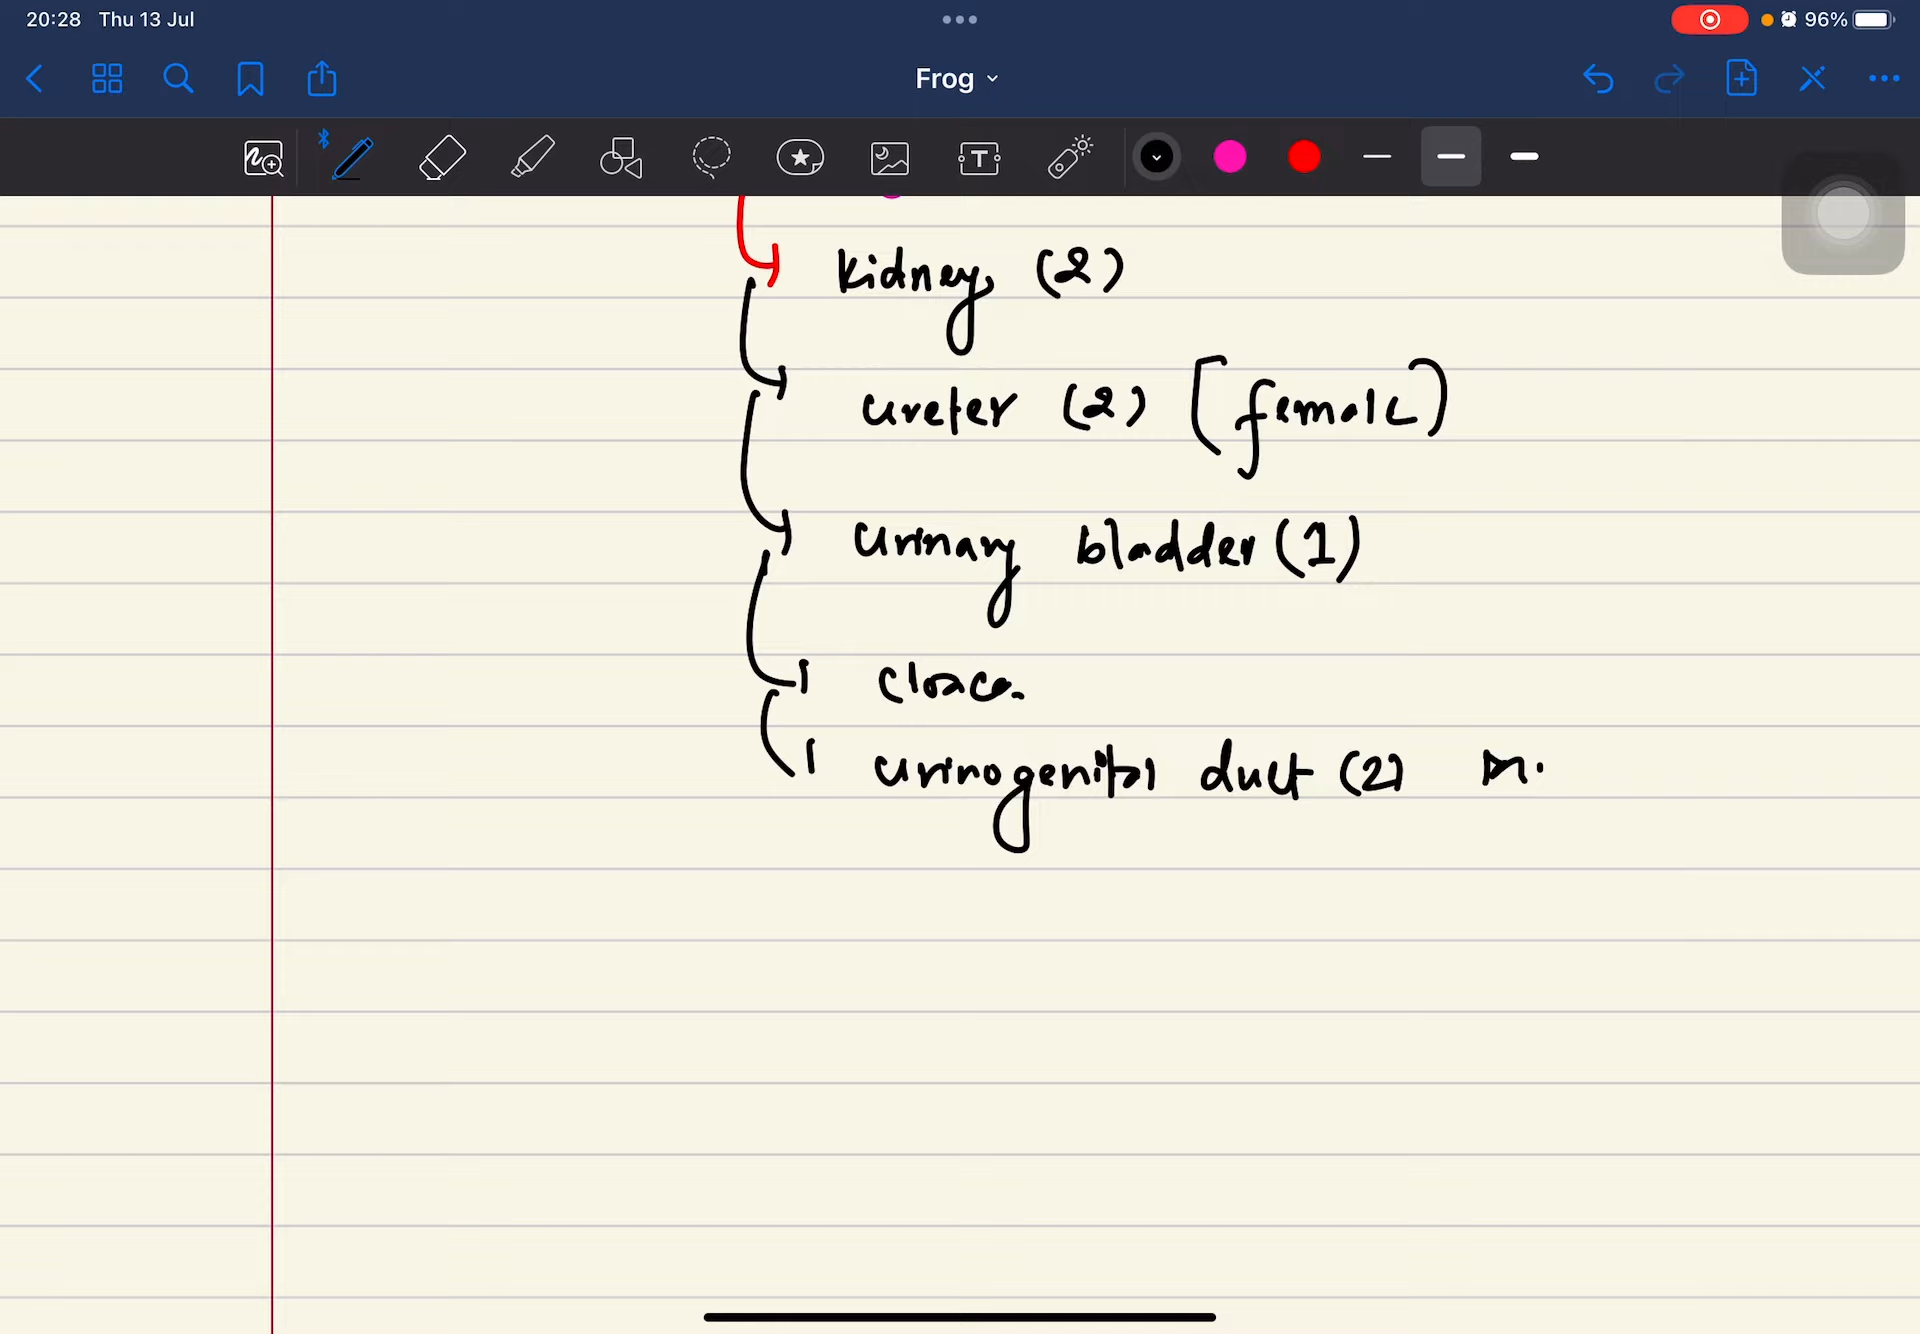 20:28 Thu 13 Jul 96%
Frog
T
kidney (2)
ureter (2) [female)
urinary bladder (1)
cloaca
urinogenital duct (2) m.